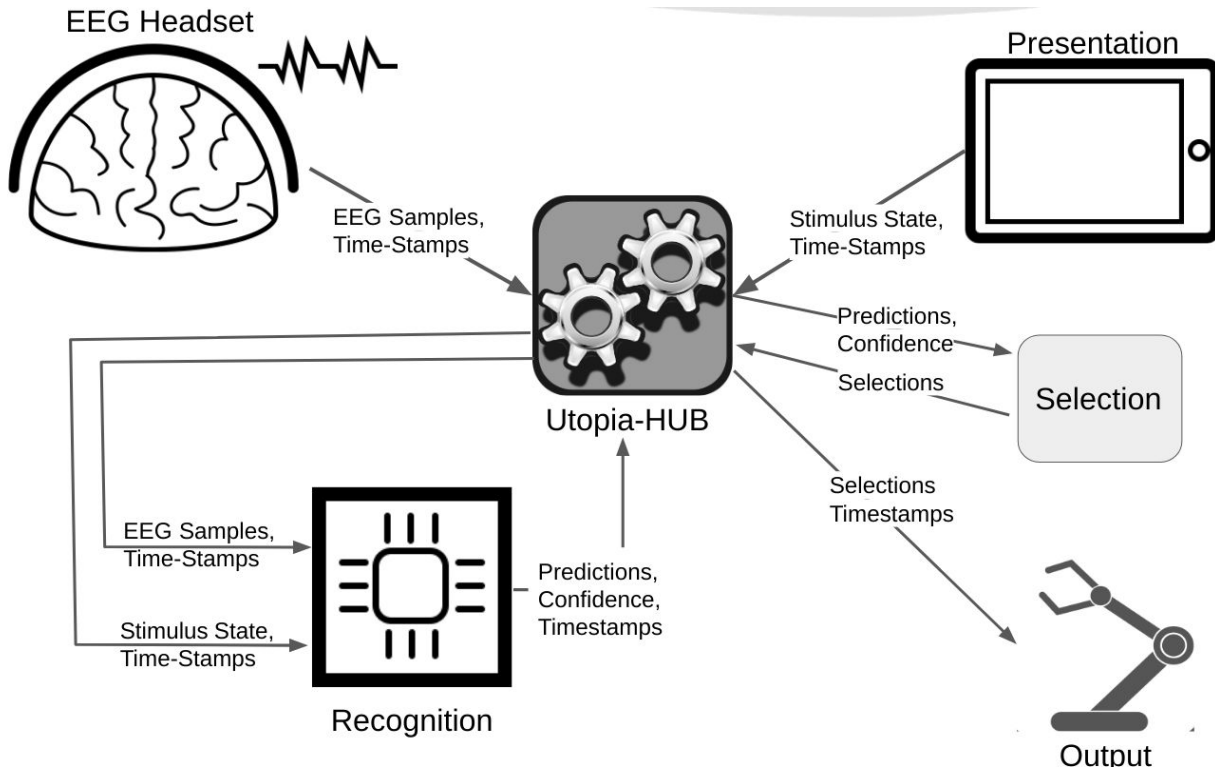 EEG Headset
Presentation
EEG Samples,
Time-Stamps
Stimulus State,
Time-Stamps
Predictions,
Confidence
Selections
Selection
Utopia-HUB
Selections
Timestamps
EEG Samples,
Time-Stamps
Stimulus State,
Time-Stamps
Predictions,
Confidence,
Timestamps
Recognition
Output